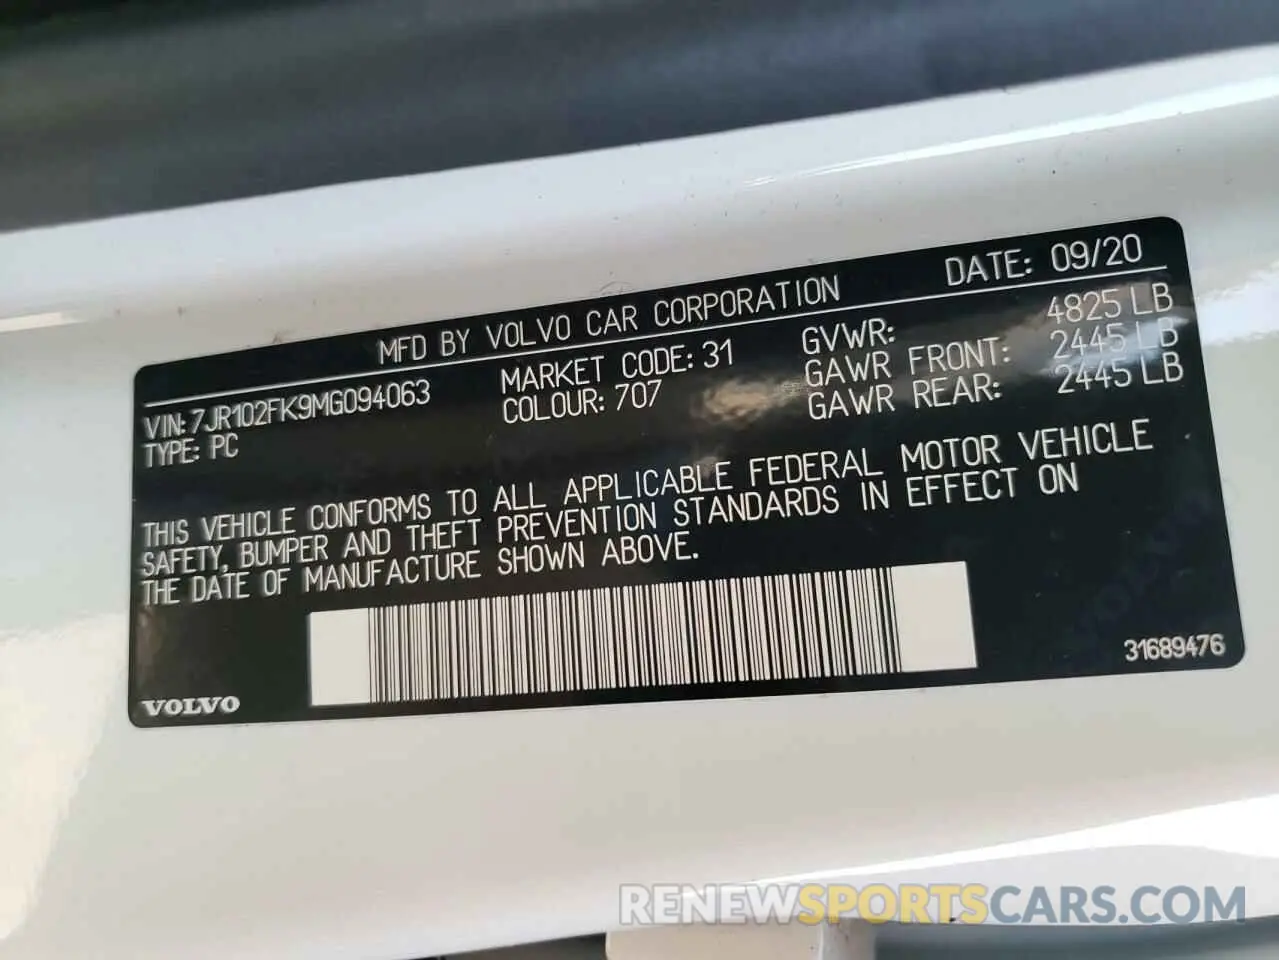 MFD BY VOLVO CAR CORPORATION DATE: 09/20
VIN: 7JR102FK9MG094063 MARKET CODE: 31 GVWR: 4825 LB
TYPE: PC COLOUR: 707 GAWR FRONT: 2445 LB
GAWR REAR: 2445 LB
THIS VEHICLE CONFORMS TO ALL APPLICABLE FEDERAL MOTOR VEHICLE
SAFETY, BUMPER AND THEFT PREVENTION STANDARDS IN EFFECT ON
THE DATE OF MANUFACTURE SHOWN ABOVE.
31689476
VOLVO
RENEWSPORTSCARS.COM